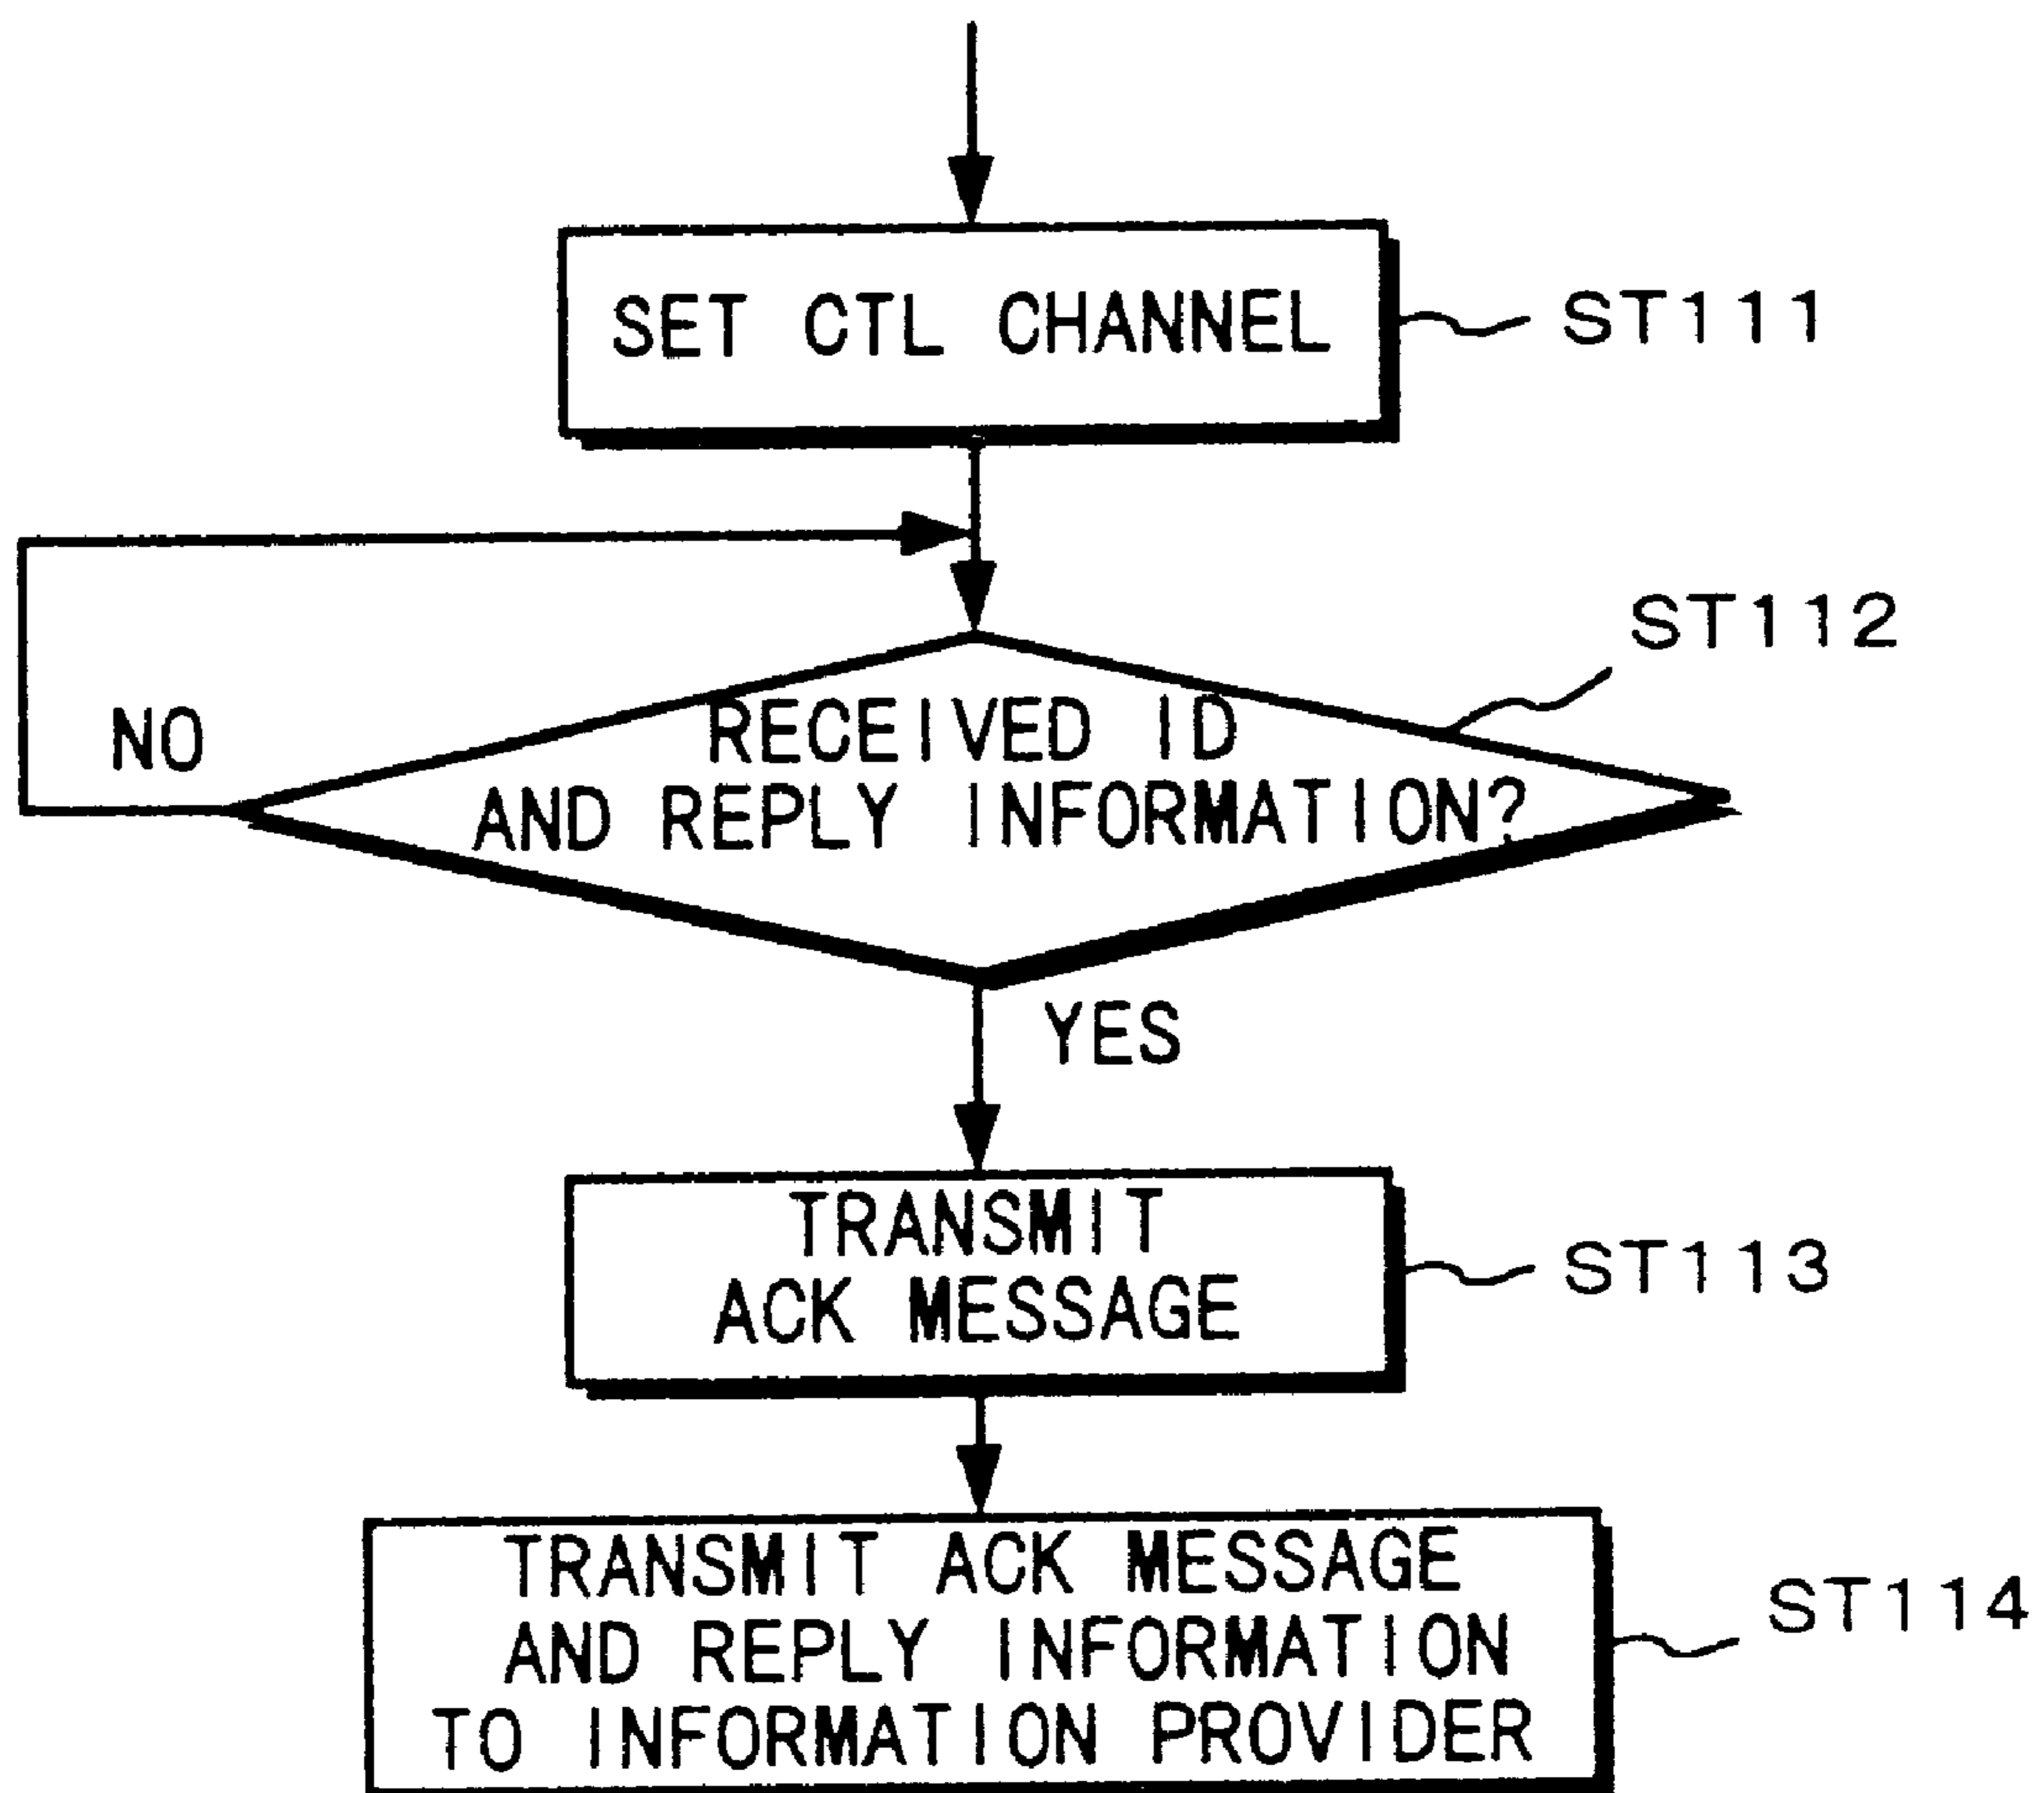 SET CTL CHANNEL
ST111
ST112
RECEIVED ID
AND REPLY INFORMATION?
NO
YES
TRANSMIT
ACK MESSAGE
ST113
TRANSMIT ACK MESSAGE
AND REPLY INFORMATION
TO INFORMATION PROVIDER
ST114